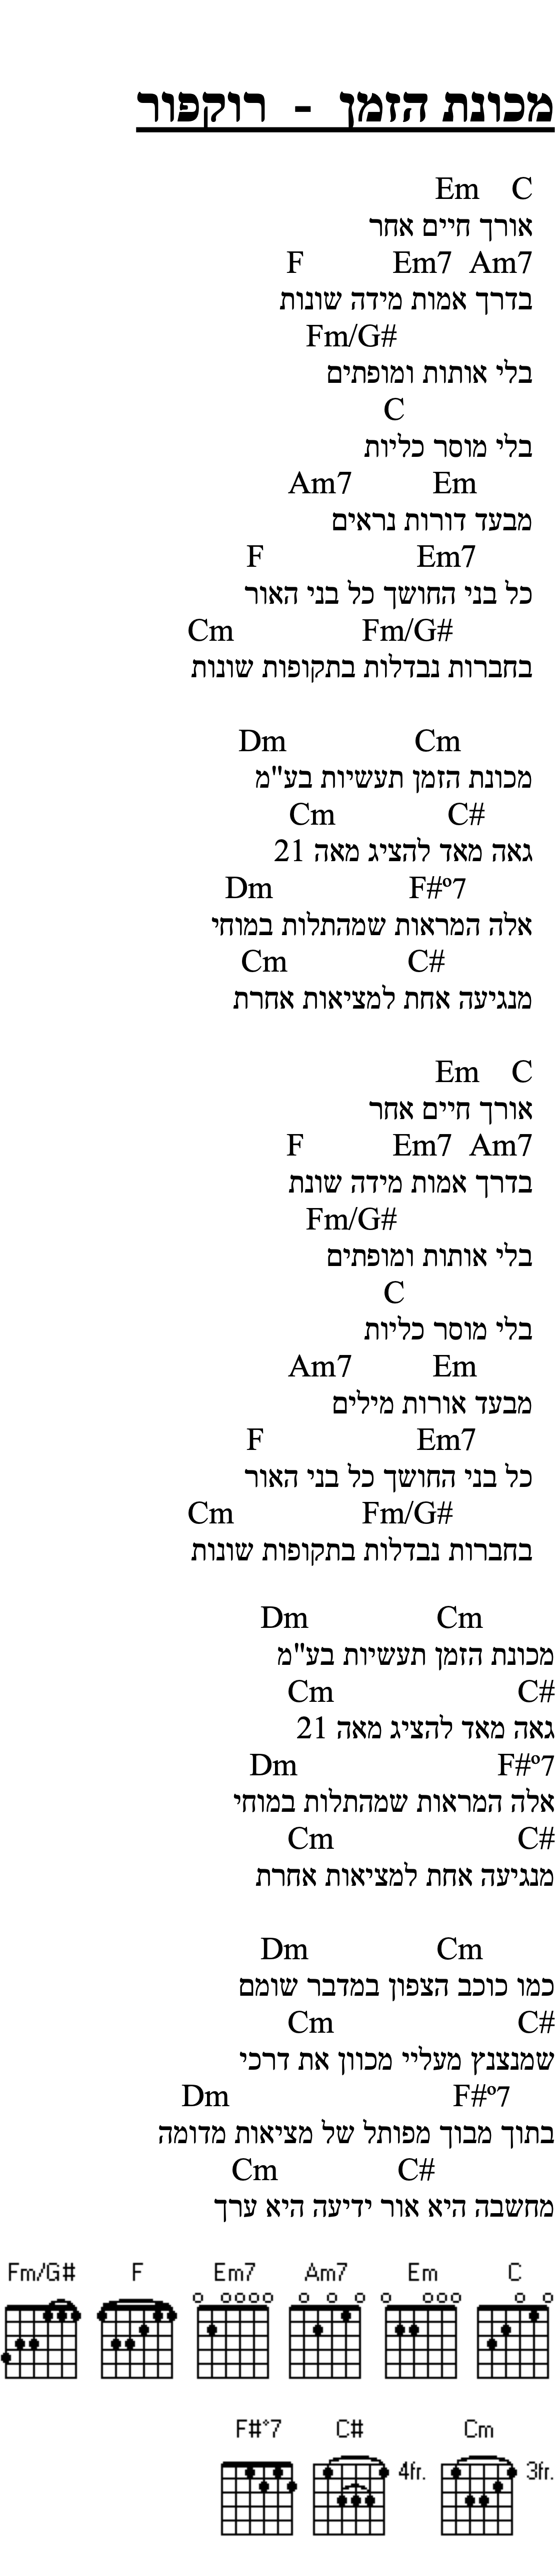 מכונת הזמן - רוקפור
C Em
אורך חיים אחר
Am7 Em7 F
בדרך אמות מידה שונות
Fm/G#
בלי אותות ומופתים
C
בלי מוסר כליות
Em Am7
מבעד דורות נראים
Em7 F
כל בני החושך כל בני האור
Fm/G# Cm
בחברות נבדלות בתקופות שונות
Cm Dm
מכונת הזמן תעשיות בע"מ
C# Cm
גאה מאד להציג מאה 21
F#º7 Dm
אלה המראות שמהתלות במוחי
C# Cm
מנגיעה אחת למציאות אחרת
C Em
אורך חיים אחר
Am7 Em7 F
בדרך אמות מידה שונת
Fm/G#
בלי אותות ומופתים
C
בלי מוסר כליות
Em Am7
מבעד אורות מילים
Em7 F
כל בני החושך כל בני האור
Fm/G# Cm
בחברות נבדלות בתקופות שונות
Cm Dm
מכונת הזמן תעשיות בע"מ
C# Cm
גאה מאד להציג מאה 21
F#º7 Dm
אלה המראות שמהתלות במוחי
C# Cm
מנגיעה אחת למציאות אחרת
Cm Dm
כמו כוכב הצפון במדבר שומם
C# Cm
שמנצנץ מעליי מכוון את דרכי
F#º7 Dm
בתוך מבוך מפותל של מציאות מדומה
C# Cm
מחשבה היא אור ידיעה היא ערך
Fm/G# F Em7 Am7 Em C
F#°7 C# Cm
4fr. 3fr.